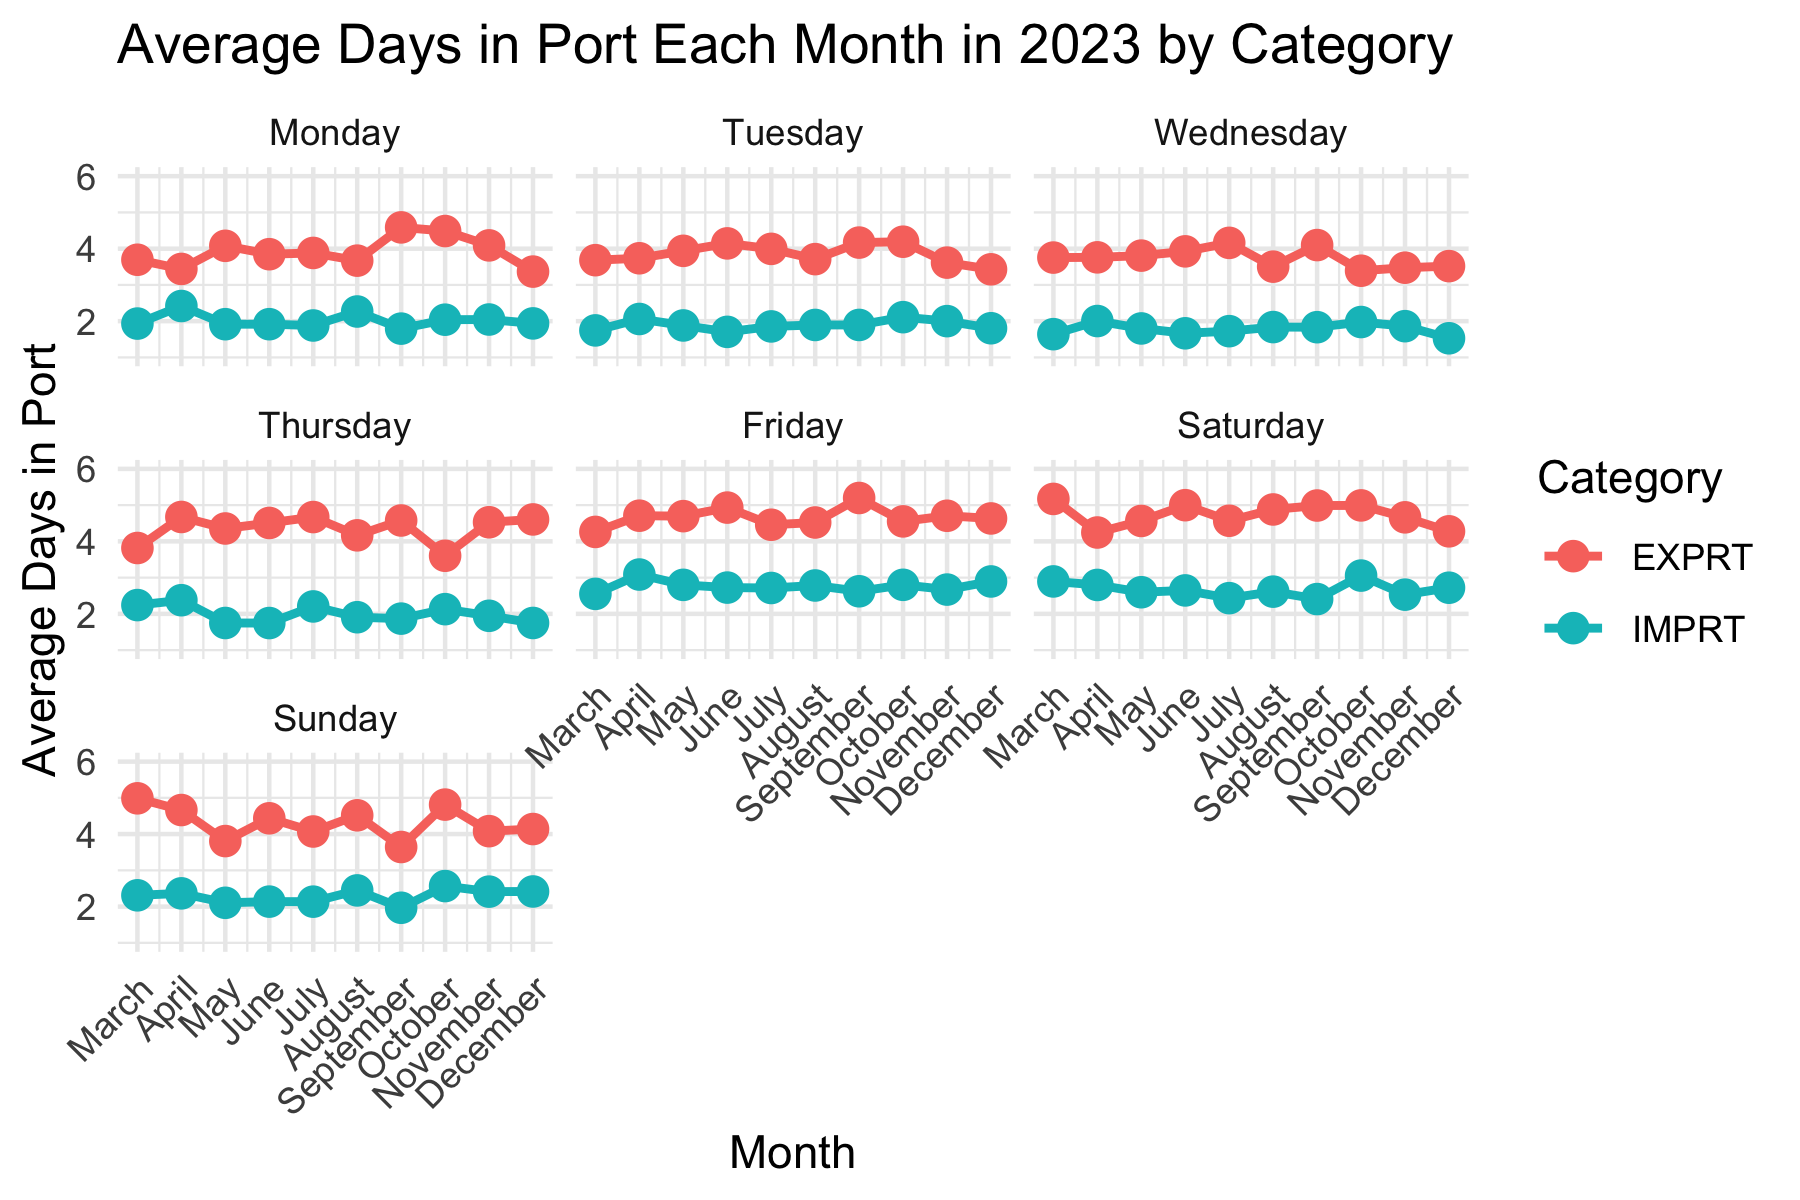 Average Days in Port Each Month in 2023 by Category
Monday
Tuesday
Wednesday
6
4
2
Thursday
Friday
Saturday
6
4
2
Sunday
6
4
2
March
April
May
June
July
August
September
October
November
December
March
April
May
June
July
August
September
October
November
December
March
April
May
June
July
August
September
October
November
December
Average Days in Port
Month
Category
EXPRT
IMPRT